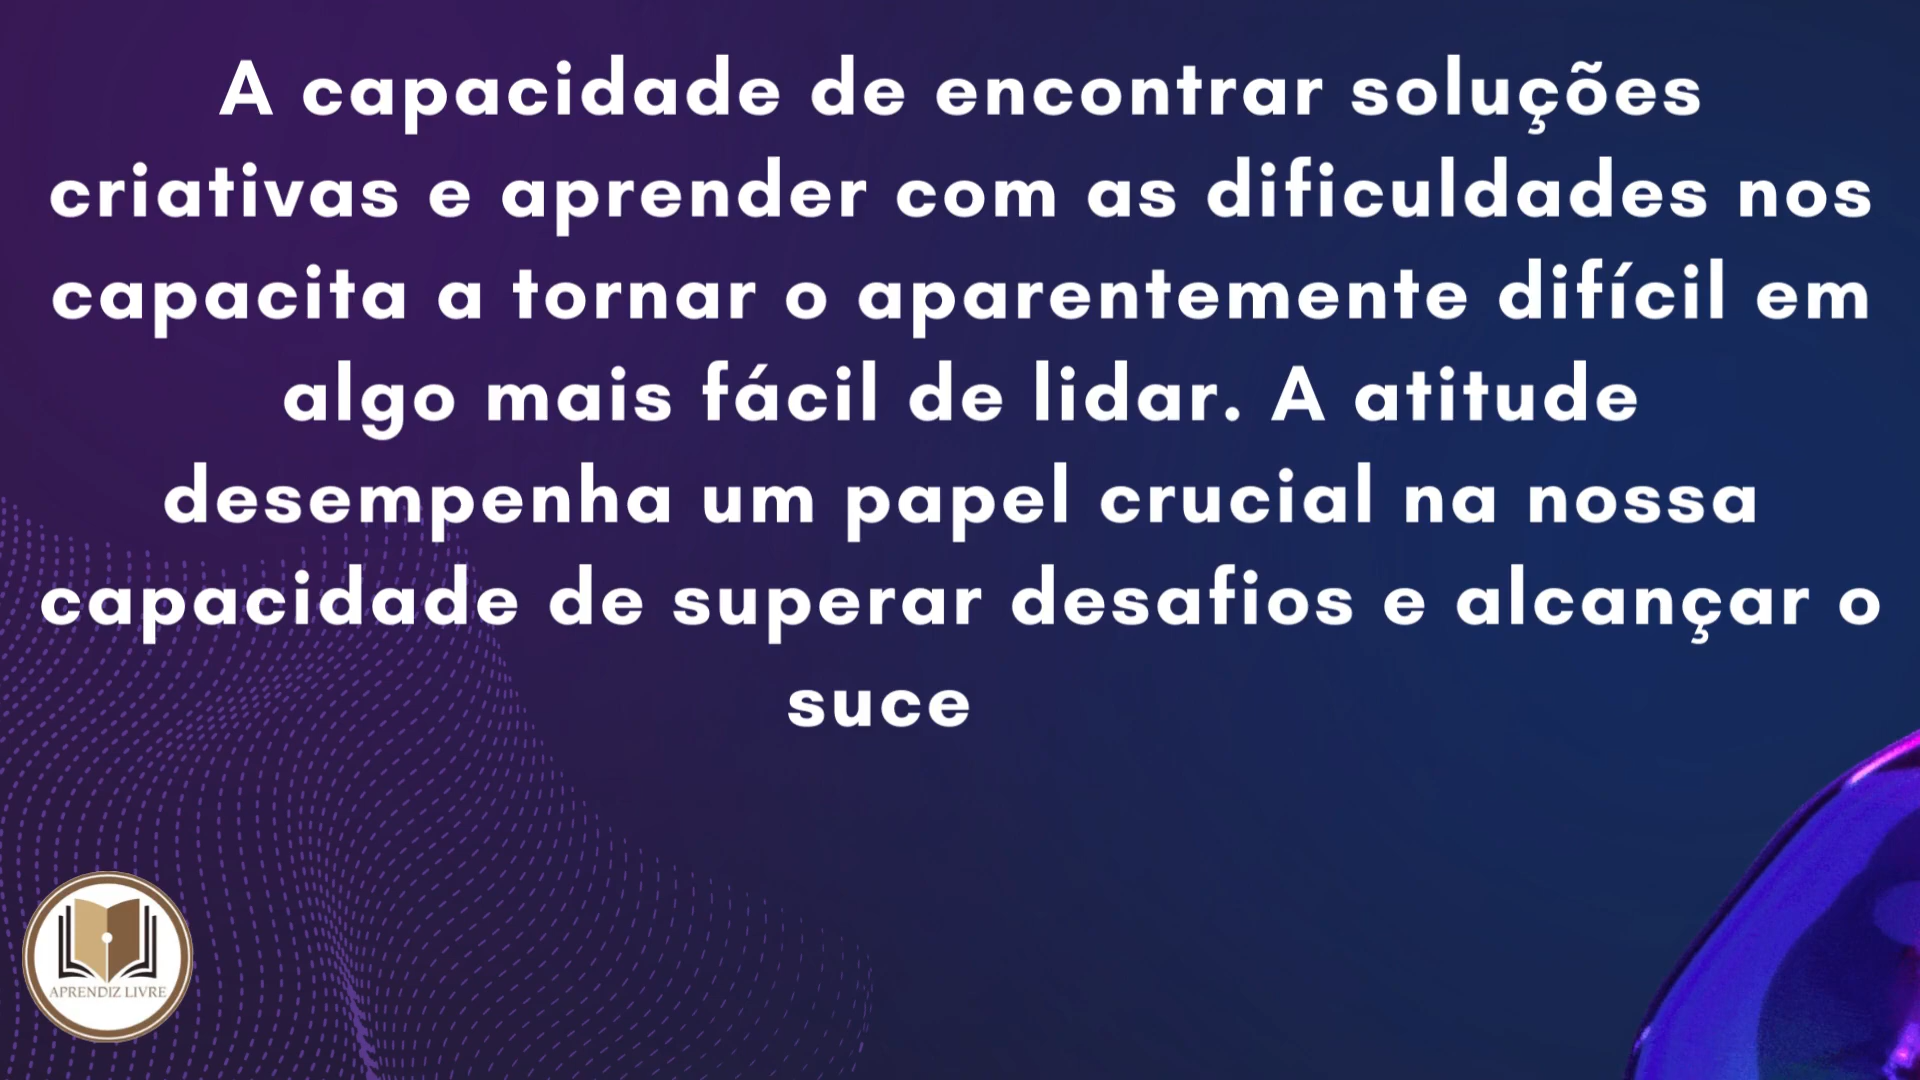 A capacidade de encontrar soluções
criativas e aprender com as dificuldades nos
capacita a tornar o aparentemente difícil em
algo mais fácil de lidar. A atitude
desempenha um papel crucial na nossa
capacidade de superar desafios e alcançar o
suce
APRENDIZ LIVRE